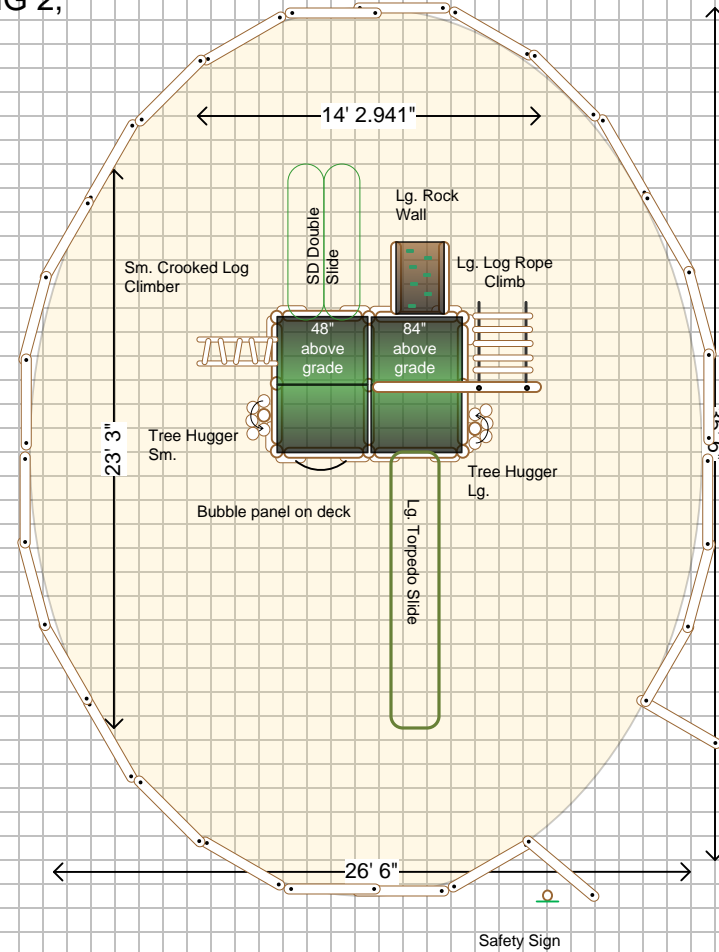 G 2,
14' 2.941"
Lg. Rock
Wall
SD Double
Slide
Lg. Log Rope
Climb
Sm. Crooked Log
Climber
48"
above
grade
84"
above
grade
23' 3"
Tree Hugger
Sm.
Tree Hugger
Lg.
Bubble panel on deck
Lg. Torpedo Slide
26' 6"
Safety Sign